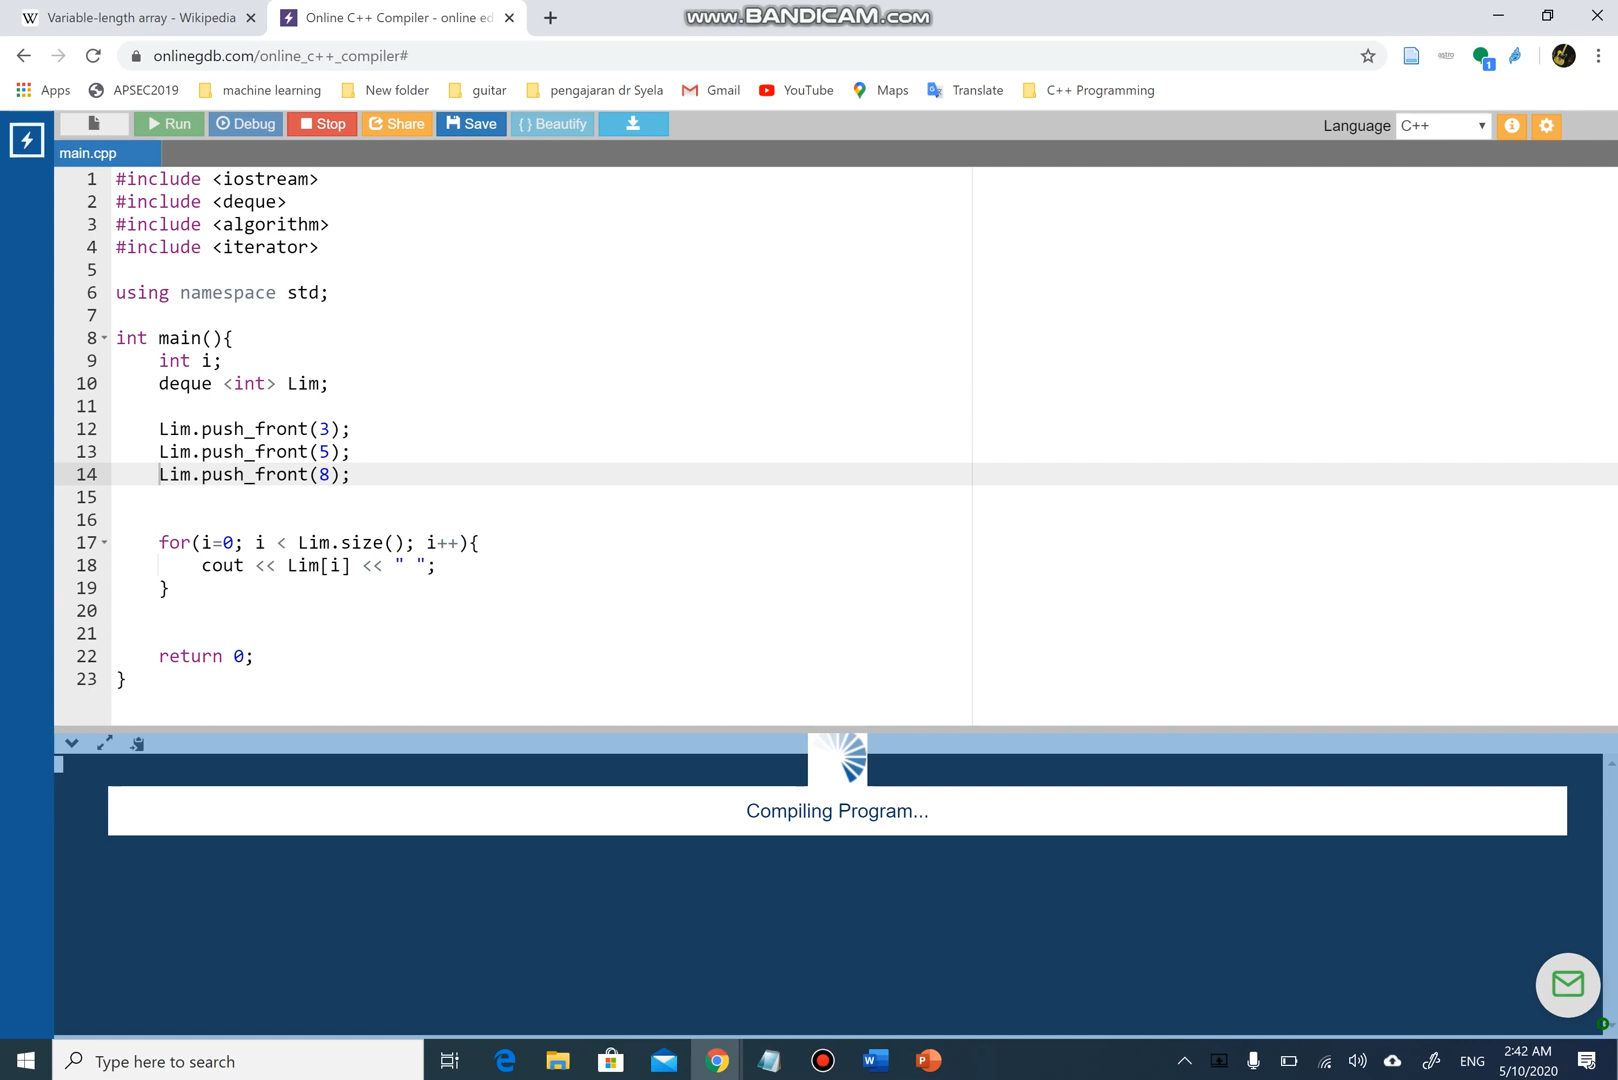 Variable-length array - Wikipedia
Online C++ Compiler - online ed
www.BANDICAM.com
onlinegdb.com/online_c++_compiler#
astro
1
Apps
APSEC2019
machine learning
New folder
guitar
pengajaran dr Syela
Gmail
YouTube
Maps
Translate
C++ Programming
Run
Debug
Stop
Share
Save
{ } Beautify
Language
C++
main.cpp
1 #include <iostream>
2 #include <deque>
3 #include <algorithm>
4 #include <iterator>
5
6 using namespace std;
7
8 int main(){
9 int i;
10 deque <int> Lim;
11
12 Lim.push_front(3);
13 Lim.push_front(5);
14 Lim.push_front(8);
15
16
17 for(i=0; i < Lim.size(); i++){
18 cout << Lim[i] << " ";
19 }
20
21
22 return 0;
23 }
Compiling Program...
Type here to search
ENG
2:42 AM
5/10/2020